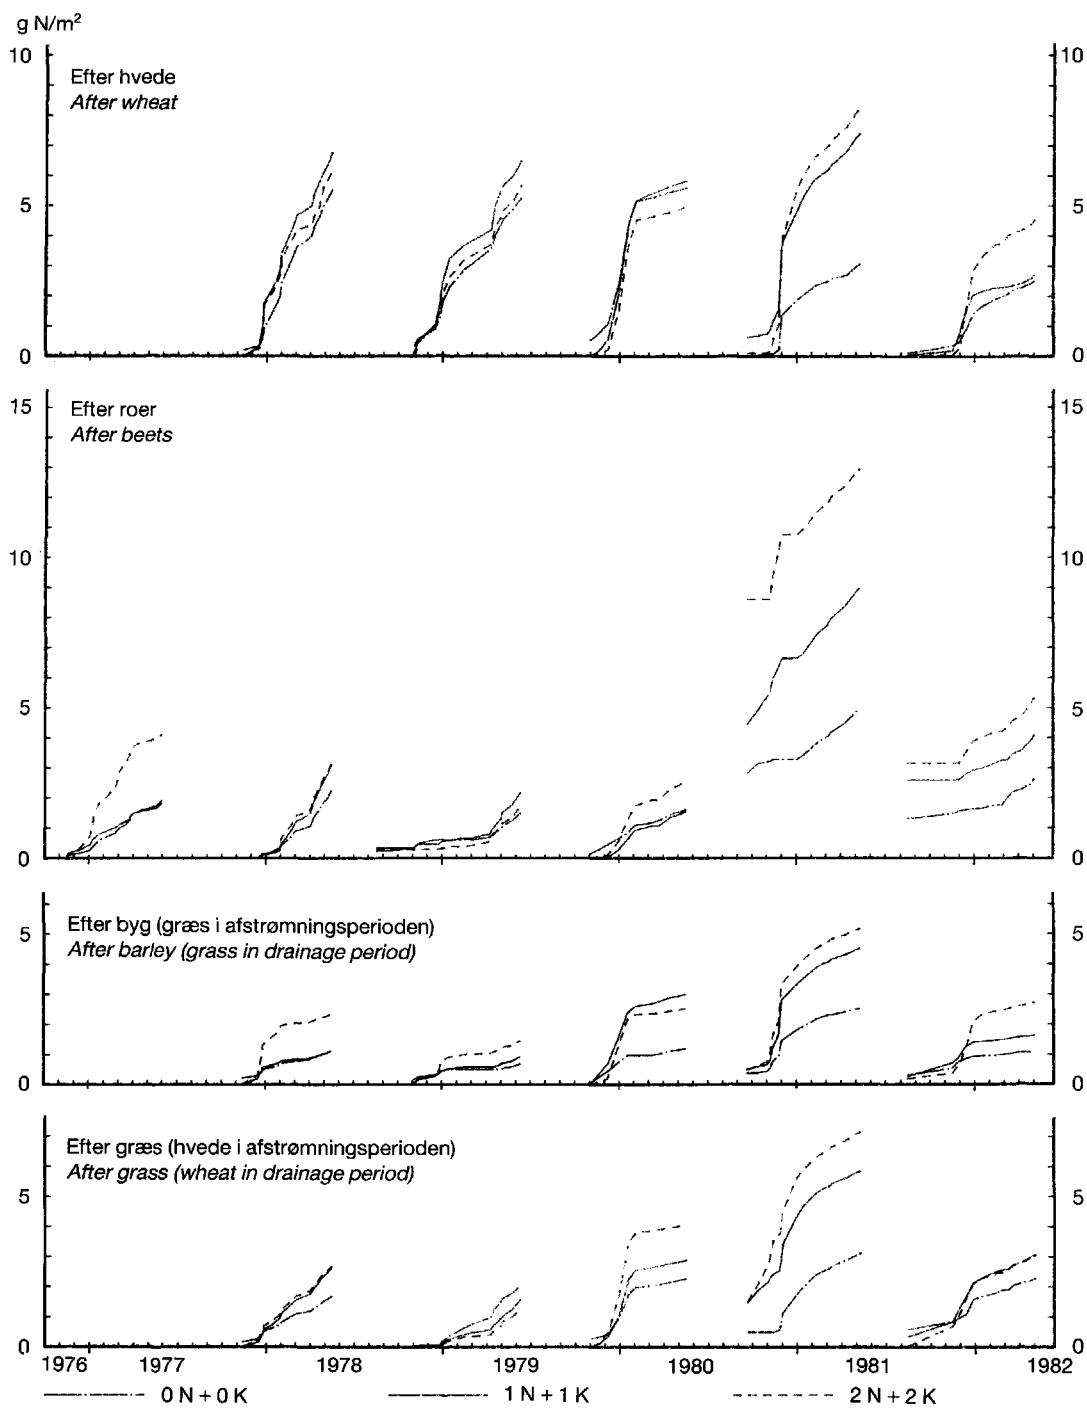 g N/m²
10
10
Efter hvede
After wheat
5
5
0
0
15
15
Efter roer
After beets
10
10
5
5
0
0
Efter byg (græs i afstrømningsperioden)
After barley (grass in drainage period)
5
5
0
0
Efter græs (hvede i afstrømningsperioden)
After grass (wheat in drainage period)
5
5
0
0
1976 1977 1978 1979 1980 1981 1982
0 N + 0 K 1 N + 1 K 2 N + 2 K